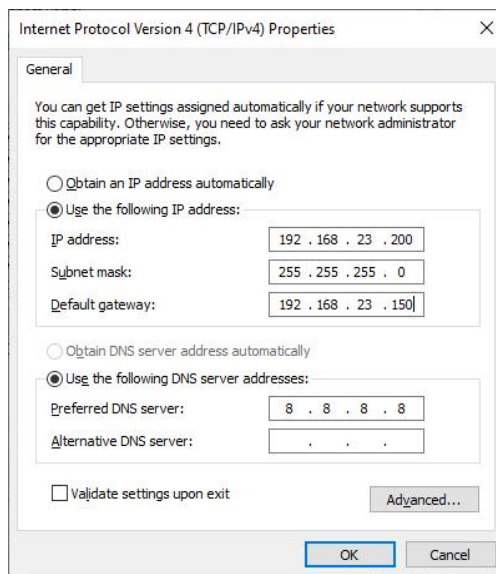 Internet Protocol Version 4 (TCP/IPv4) Properties
General
You can get IP settings assigned automatically if your network supports
this capability. Otherwise, you need to ask your network administrator
for the appropriate IP settings.
Obtain an IP address automatically
Use the following IP address:
IP address: 192 . 168 . 23 . 200
Subnet mask: 255 . 255 . 255 . 0
Default gateway: 192 . 168 . 23 . 150
Obtain DNS server address automatically
Use the following DNS server addresses:
Preferred DNS server: 8 . 8 . 8 . 8
Alternative DNS server: . . .
Validate settings upon exit
Advanced...
OK Cancel